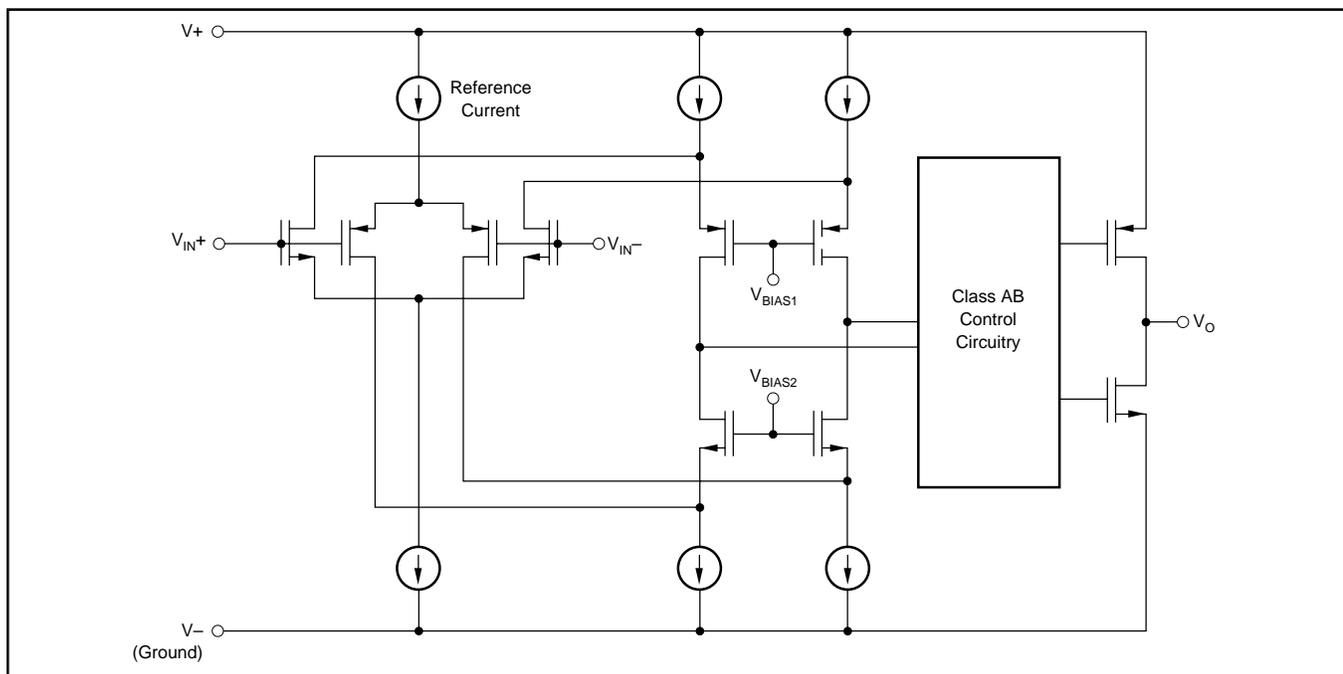 V+
Reference
Current
V_IN+
V_IN–
V_BIAS1
Class AB
Control
Circuitry
V_O
V_BIAS2
V–
(Ground)